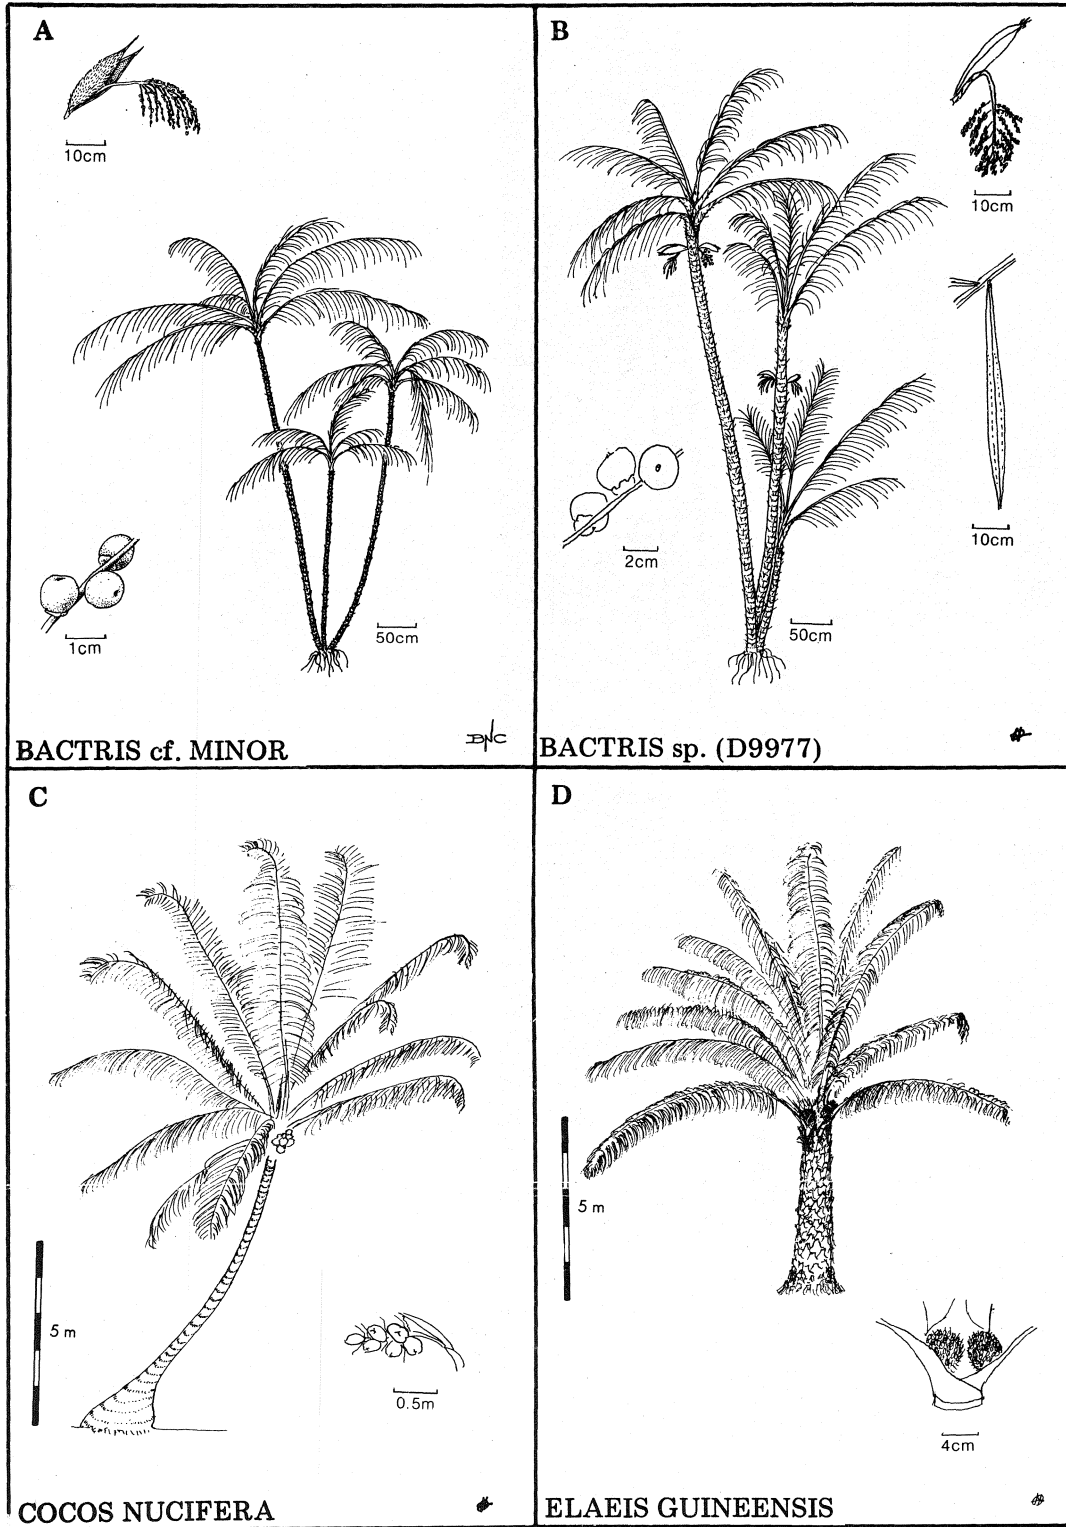 A
10cm
1cm
50cm
BNC
BACTRIS cf. MINOR
B
10cm
10cm
2cm
50cm
BACTRIS sp. (D9977)
C
5 m
0.5m
COCOS NUCIFERA
D
5 m
4cm
ELAEIS GUINEENSIS